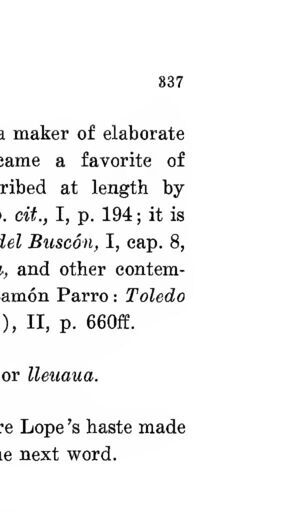 337
a maker of elaborate
came a favorite of
ribed at length by
. cit., I, p. 194; it is
del Buscón, I, cap. 8,
, and other contem-
amón Parro: Toledo
), II, p. 660ff.
or lleuaua.
re Lope's haste made
e next word.